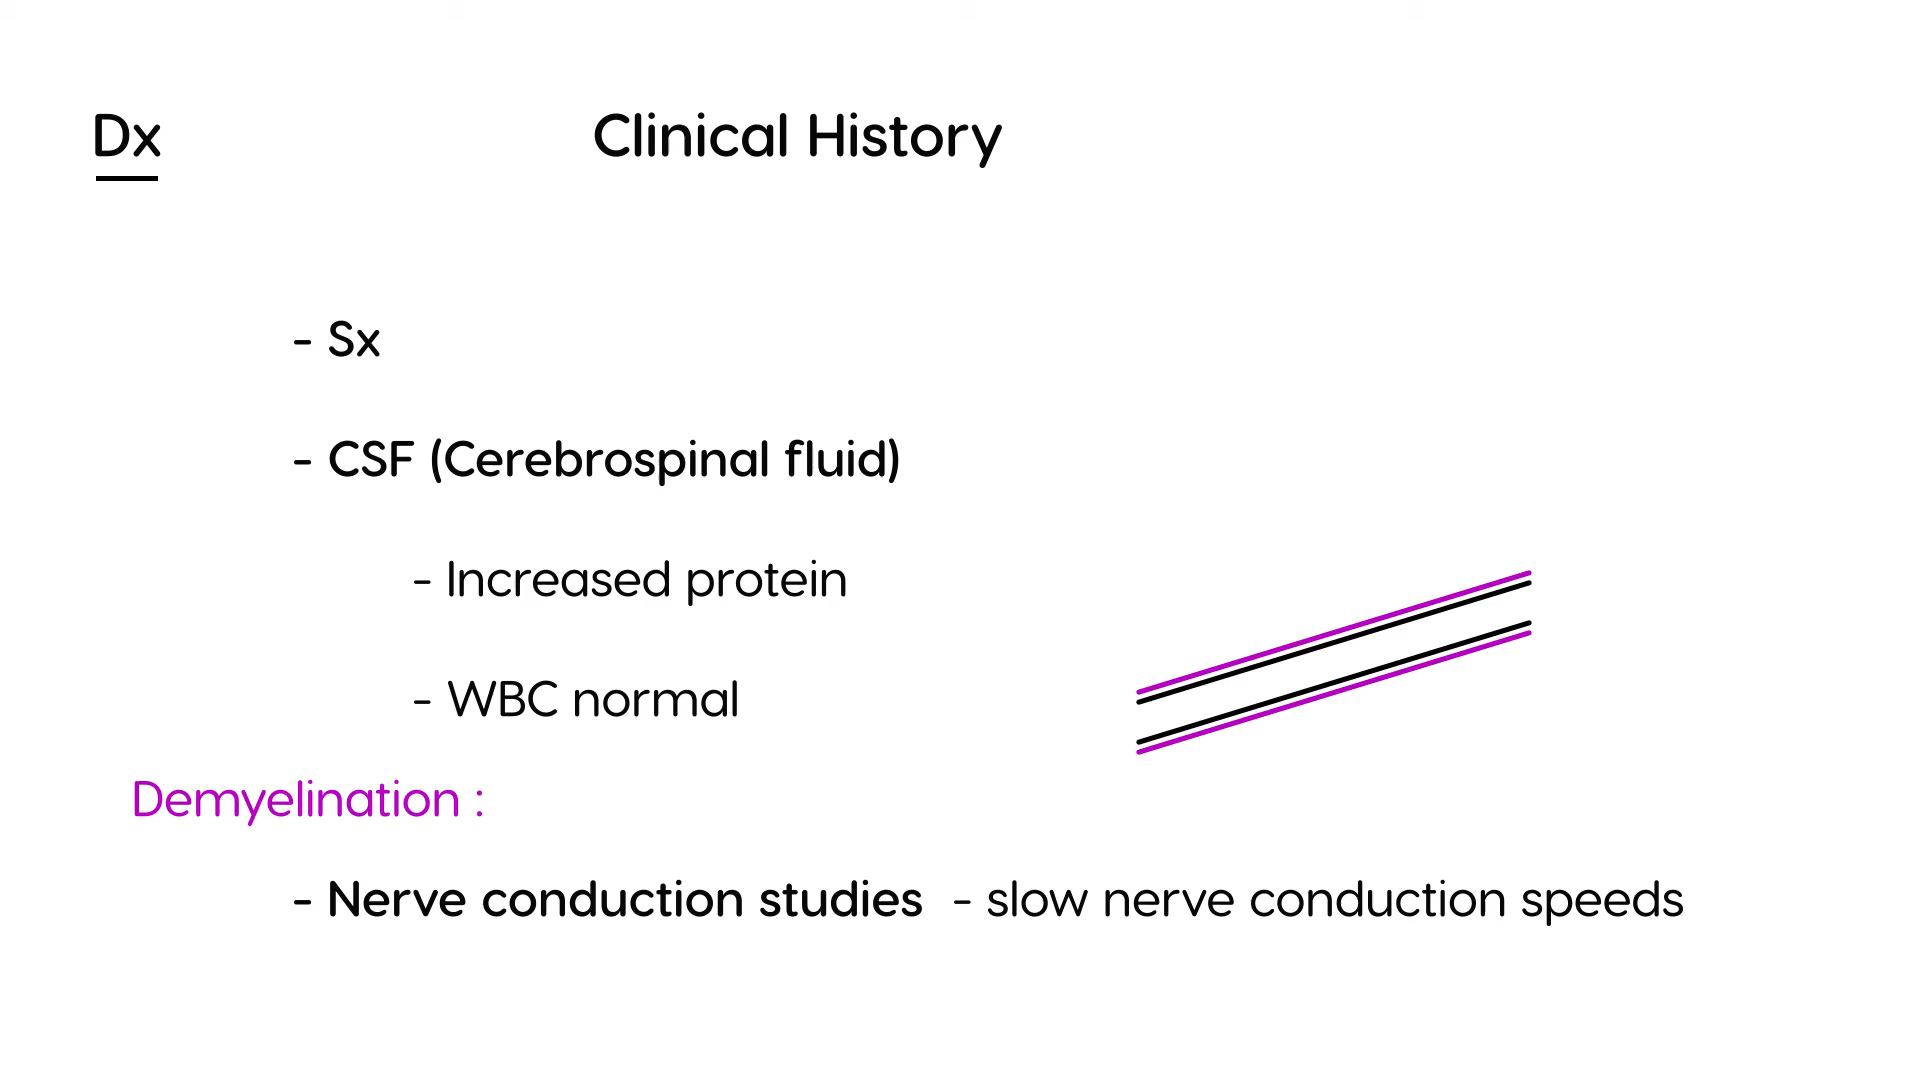 Dx Clinical History
- Sx
- CSF (Cerebrospinal fluid)
- Increased protein
- WBC normal
Demyelination :
- Nerve conduction studies - slow nerve conduction speeds